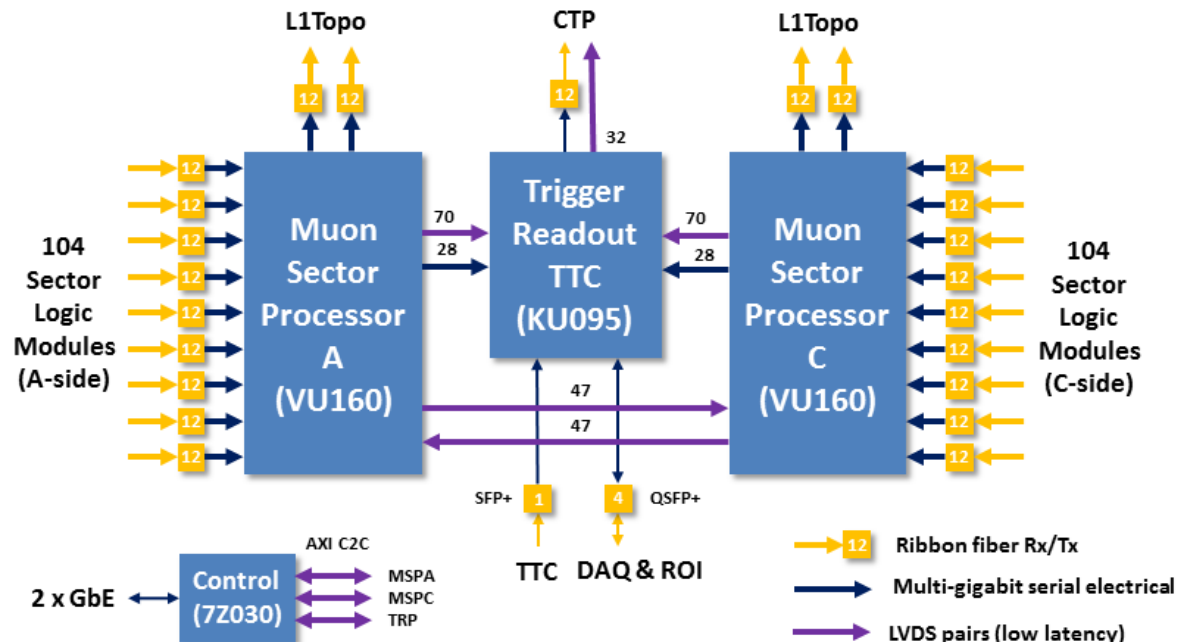 L1Topo
CTP
L1Topo
12
12
12
12
12
32
12
12
12
12
12
12
12
12
12
104
Sector
Logic
Modules
(A-side)
Muon
Sector
Processor
A
(VU160)
70
28
Trigger
Readout
TTC
(KU095)
70
28
Muon
Sector
Processor
C
(VU160)
12
12
12
12
12
12
12
12
12
104
Sector
Logic
Modules
(C-side)
47
47
SFP+
1
4
QSFP+
TTC
DAQ & ROI
AXI C2C
2 x GbE
Control
(7Z030)
MSPA
MSPC
TRP
12
Ribbon fiber Rx/Tx
Multi-gigabit serial electrical
LVDS pairs (low latency)